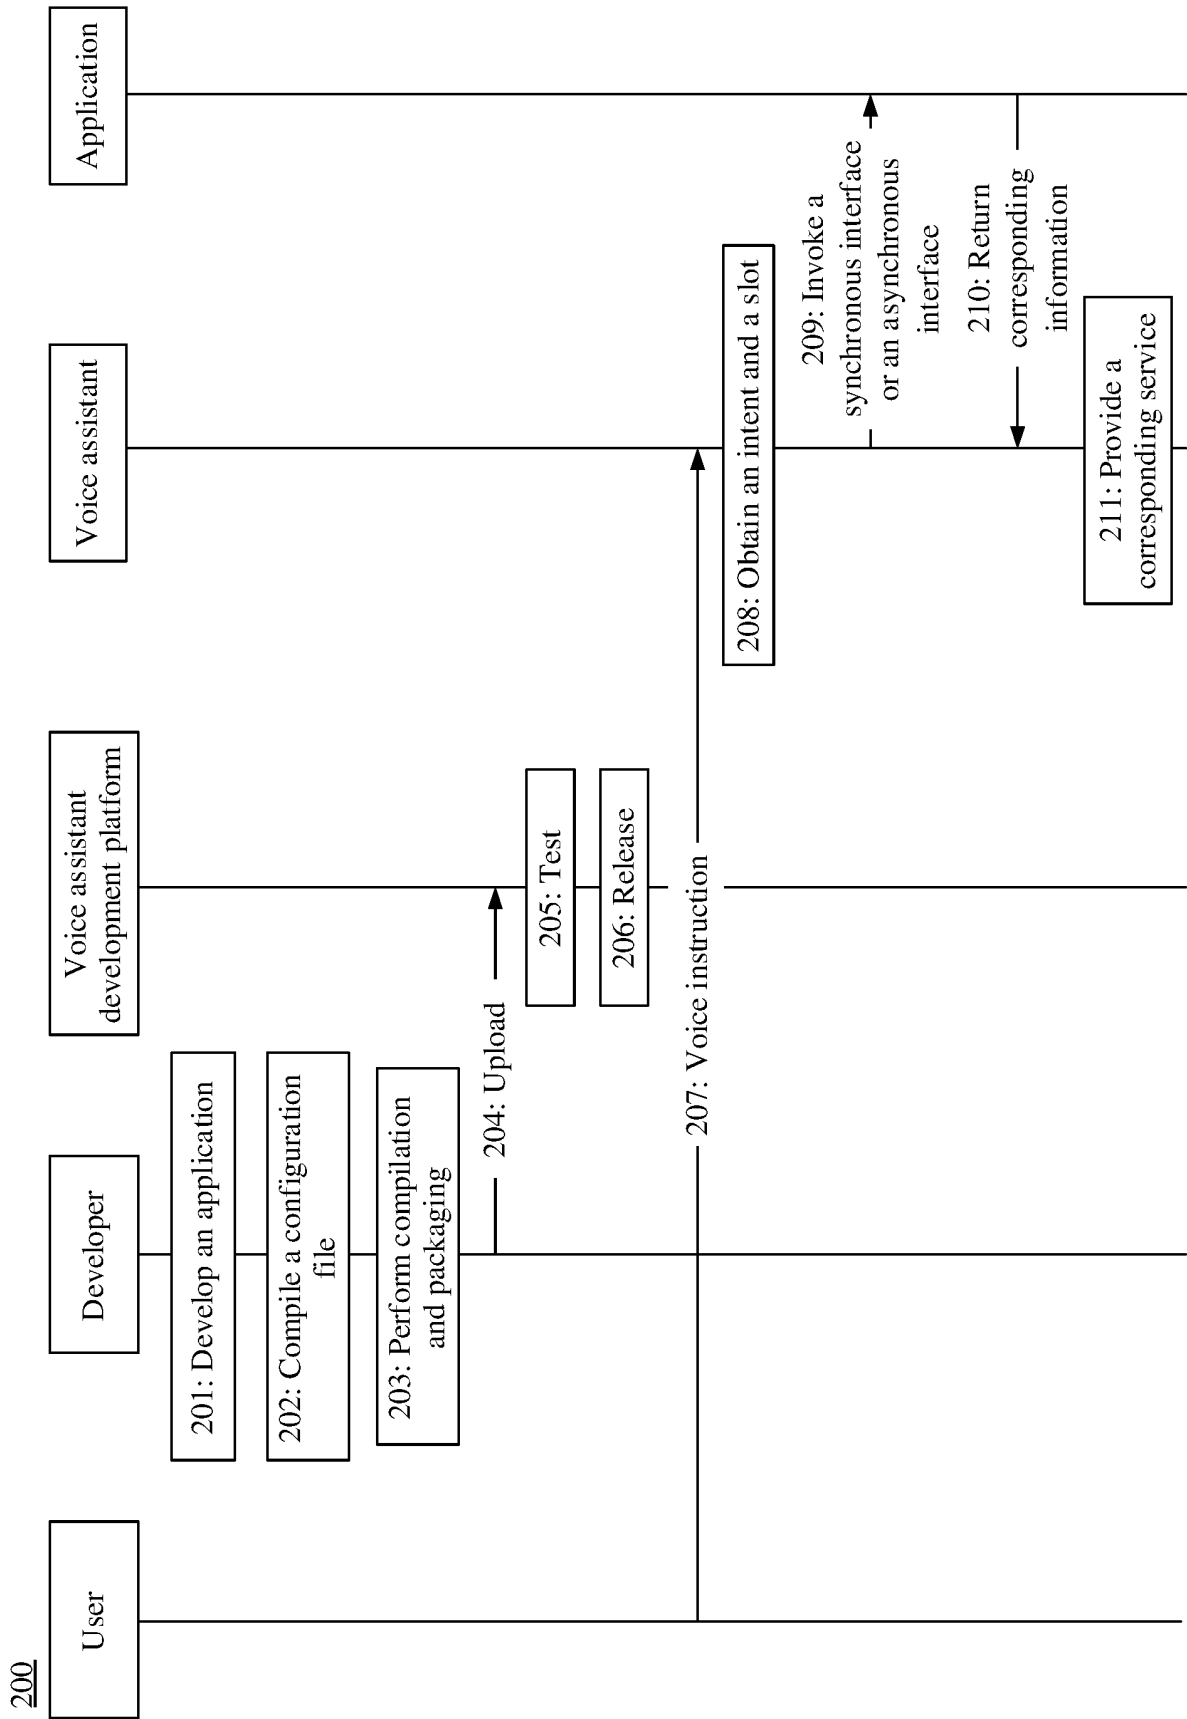 200
User
Developer
Voice assistant
development platform
Voice assistant
Application
201: Develop an application
202: Compile a configuration
file
203: Perform compilation
and packaging
204: Upload
205: Test
206: Release
207: Voice instruction
208: Obtain an intent and a slot
209: Invoke a
synchronous interface
or an asynchronous
interface
210: Return
corresponding
information
211: Provide a
corresponding service